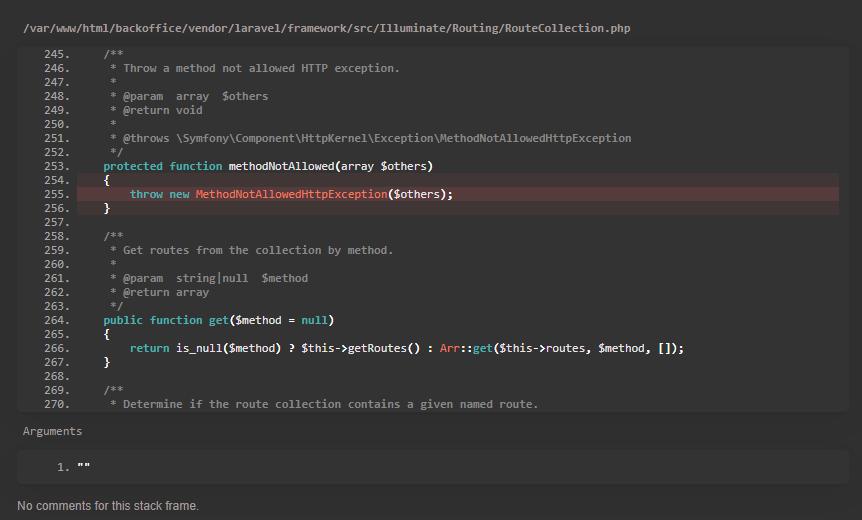 /var/www/html/backoffice/vendor/laravel/framework/src/Illuminate/Routing/RouteCollection.php
245.    /**
246.     * Throw a method not allowed HTTP exception.
247.     *
248.     * @param  array  $others
249.     * @return void
250.     *
251.     * @throws \Symfony\Component\HttpKernel\Exception\MethodNotAllowedHttpException
252.     */
253.    protected function methodNotAllowed(array $others)
254.    {
255.        throw new MethodNotAllowedHttpException($others);
256.    }
257.
258.    /**
259.     * Get routes from the collection by method.
260.     *
261.     * @param  string|null  $method
262.     * @return array
263.     */
264.    public function get($method = null)
265.    {
266.        return is_null($method) ? $this->getRoutes() : Arr::get($this->routes, $method, []);
267.    }
268.
269.    /**
270.     * Determine if the route collection contains a given named route.
Arguments
1. ""
No comments for this stack frame.